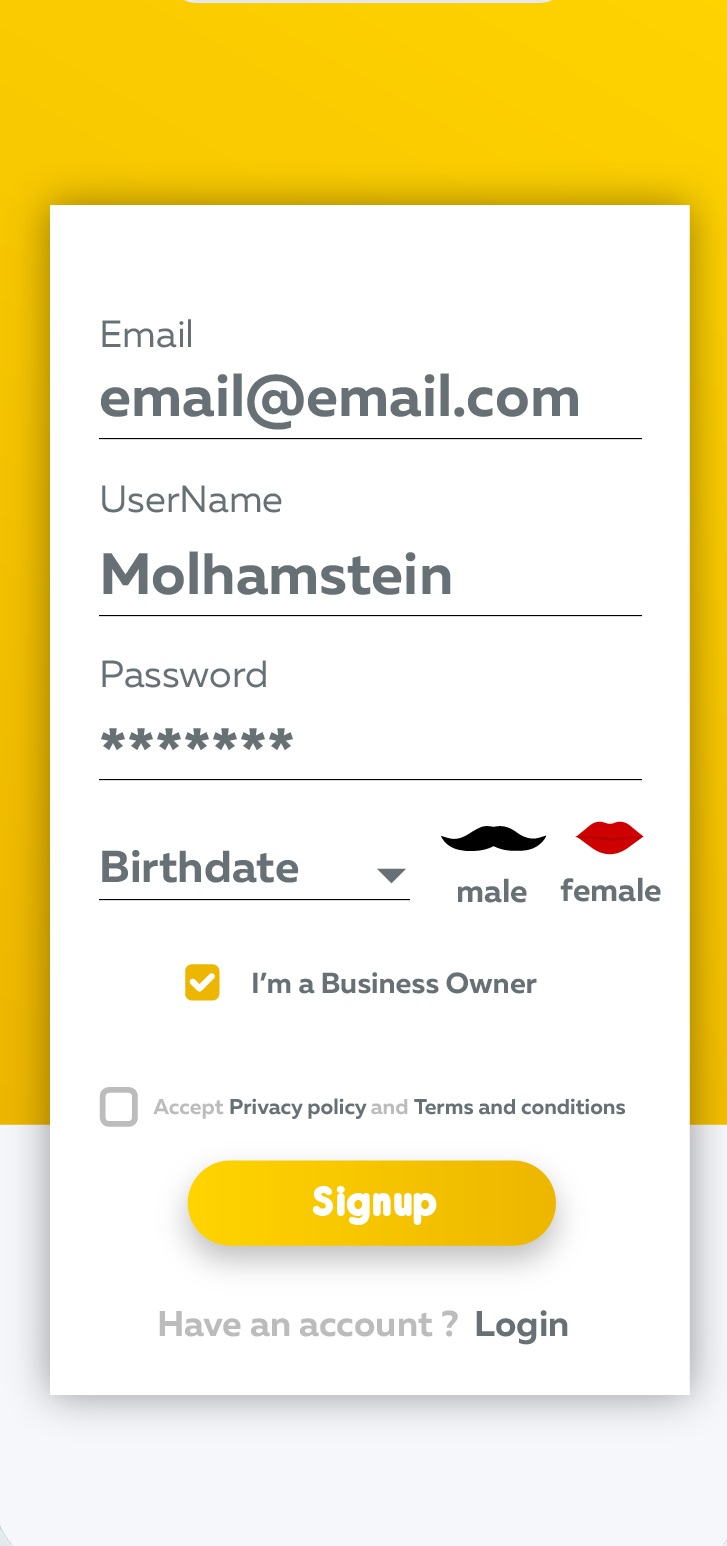 Email
email@email.com
UserName
Molhamstein
Password
*******
Birthdate male female
I’m a Business Owner
Accept Privacy policy and Terms and conditions
Signup
Have an account ? Login